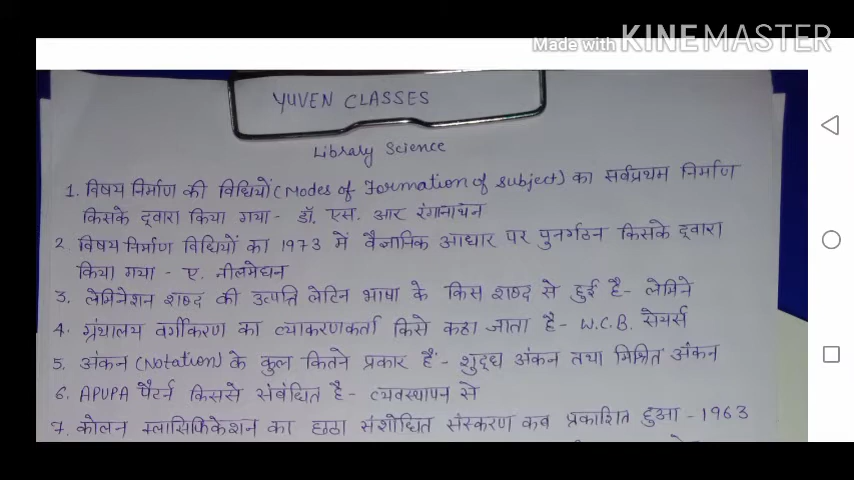 Made with KINEMASTER
YUVEN CLASSES
Library Science
1. विषय निर्माण की विधियों (Modes of Formation of subject) का सर्वप्रथम निर्माण
किसके द्वारा किया गया - डॉ. एस. आर रंगानाथन
2. विषय निर्माण विधियों का 1973 में वैज्ञानिक आधार पर पुनर्गठन किसके द्वारा
किया गया - ए. नीलमेघन
3. लेमिनेशन शब्द की उत्पति लेटिन भाषा के किस शब्द से हुई है - लेमिने
4. ग्रंथालय वर्गीकरण का व्याकरणकर्ता किसे कहा जाता है - W.C.B. सेयर्स
5. अंकन (Notation) के कुल कितने प्रकार हैं - शुद्ध अंकन तथा मिश्रित अंकन
6. APUPA पैटर्न किससे संबंधित है - व्यवस्थापन से
7. कोलन क्लासिफिकेशन का छठा संशोधित संस्करण कब प्रकाशित हुआ - 1963